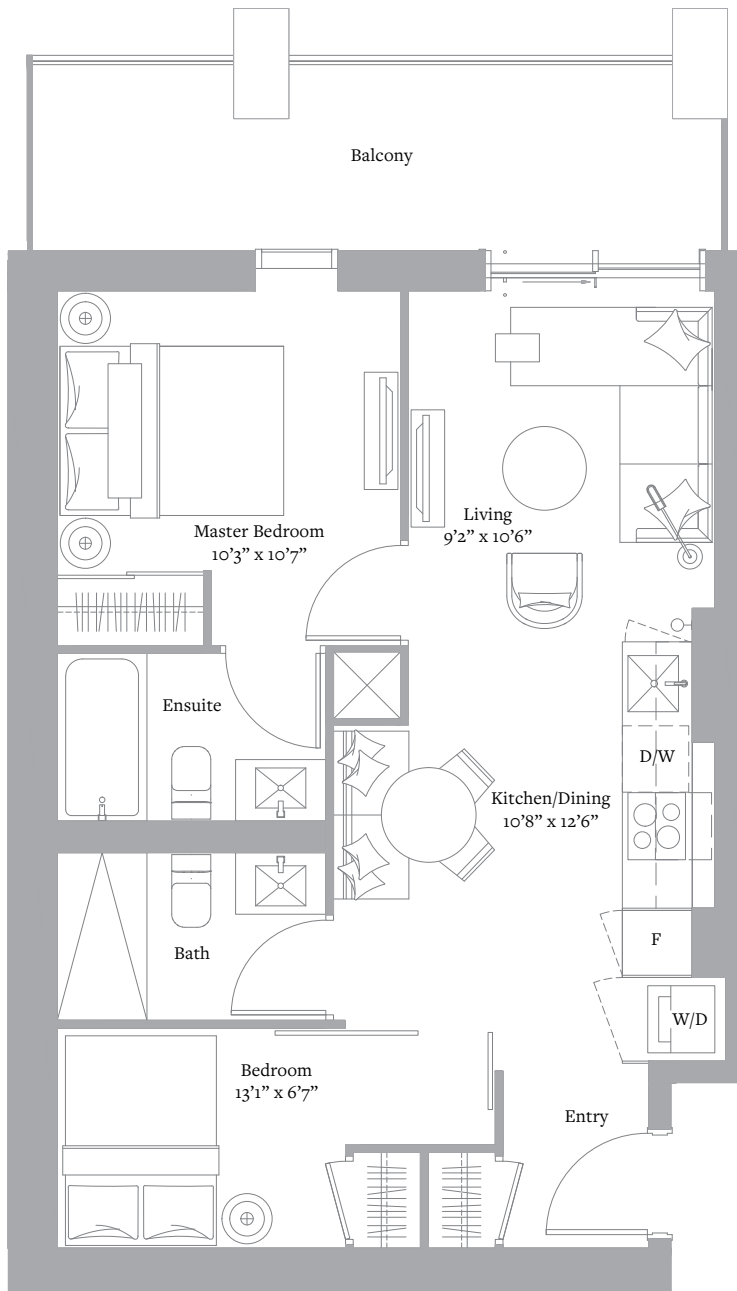 Balcony
Master Bedroom
10’3” x 10’7”
Living
9’2” x 10’6”
Ensuite
D/W
Kitchen/Dining
10’8” x 12’6”
F
Bath
W/D
Bedroom
13’1” x 6’7”
Entry